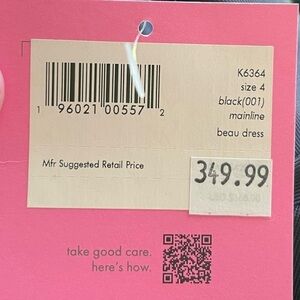 K6364
size 4
black(001)
mainline
beau dress
1 96021 00557 2
Mfr Suggested Retail Price
349.99
take good care.
here's how.